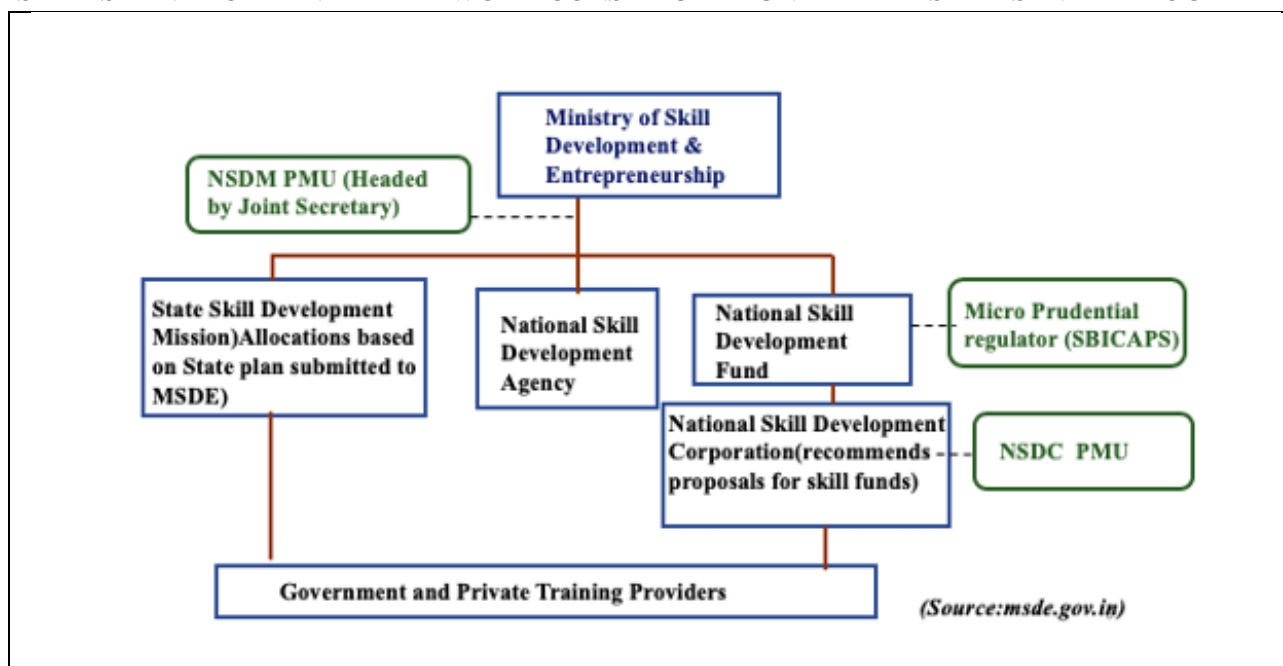 Ministry of Skill
Development &
Entrepreneurship
NSDM PMU (Headed
by Joint Secretary)
State Skill Development
Mission)Allocations based
on State plan submitted to
MSDE)
National Skill
Development
Agency
National Skill
Development
Fund
Micro Prudential
regulator (SBICAPS)
National Skill Development
Corporation(recommends
proposals for skill funds)
NSDC PMU
Government and Private Training Providers
(Source:msde.gov.in)